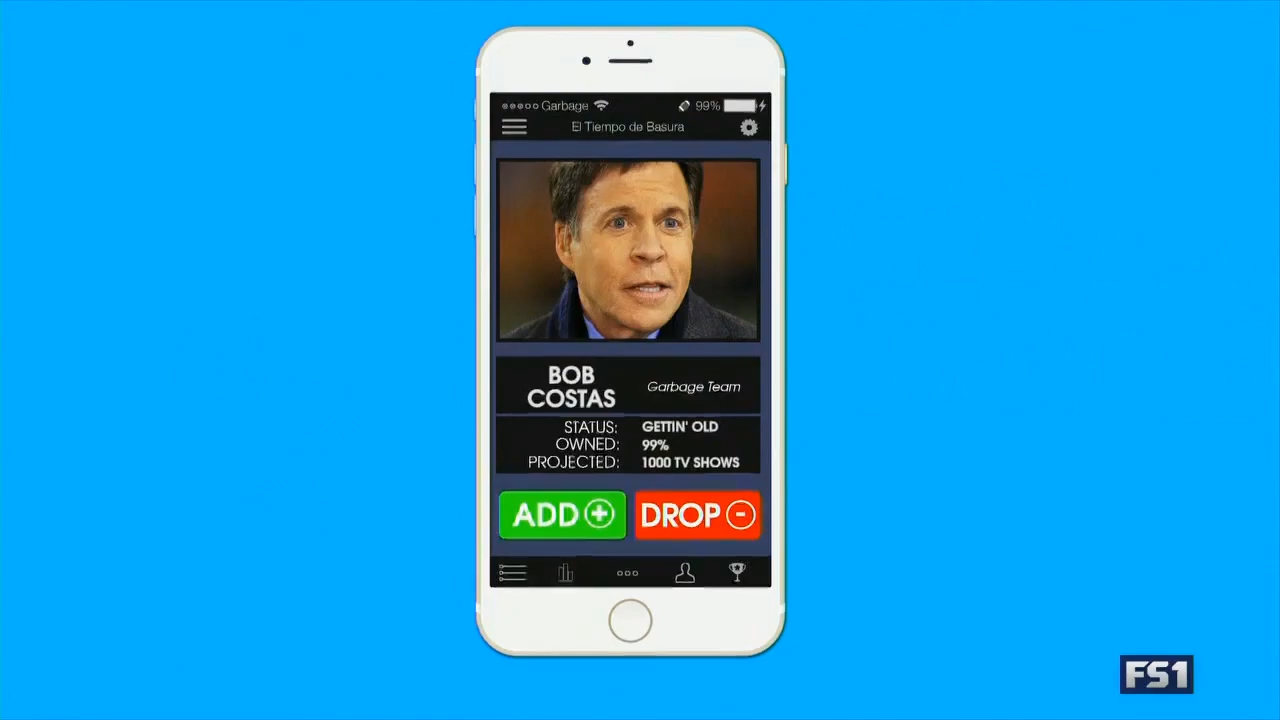 Garbage 99%
El Tiempo de Basura
BOB
COSTAS
Garbage Team
STATUS: GETTIN' OLD
OWNED: 99%
PROJECTED: 1000 TV SHOWS
ADD+ DROP-
FS1